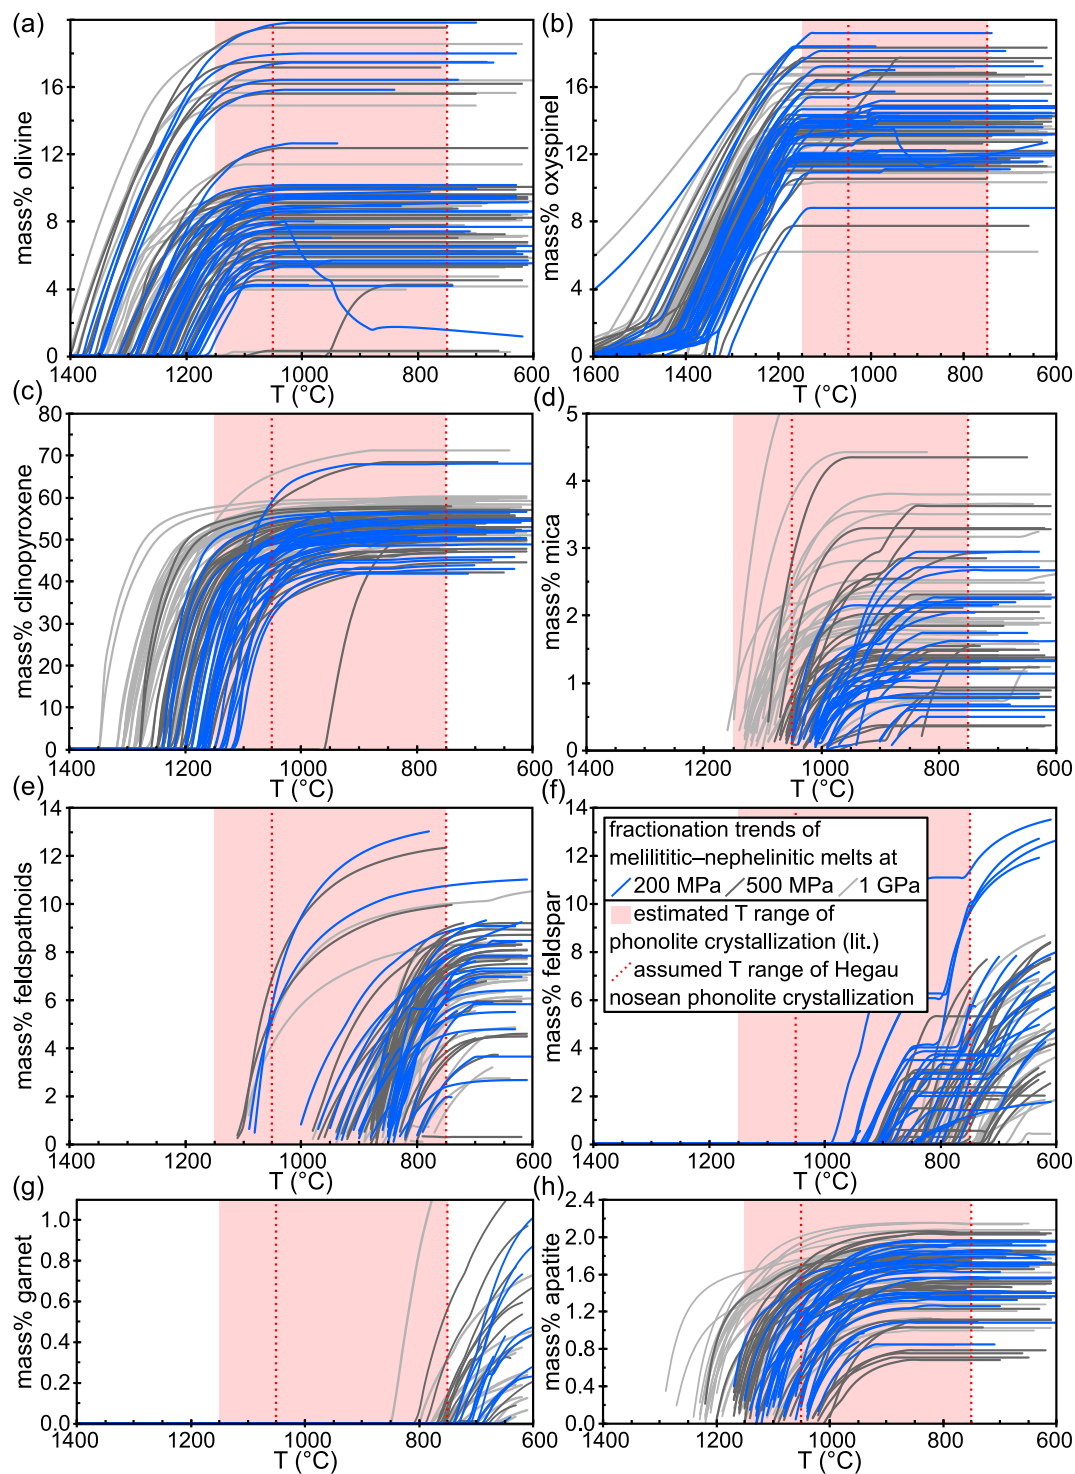 (a)
mass% olivine
16
12
8
4
0
1400 1200 1000 800 600
T (°C)
(b)
mass% oxyspinel
16
12
8
4
0
1600 1400 1200 1000 800 600
T (°C)
(c)
mass% clinopyroxene
80
70
60
50
40
30
20
10
0
1400 1200 1000 800 600
T (°C)
(d)
mass% mica
5
4
3
2
1
0
1400 1200 1000 800 600
T (°C)
(e)
mass% feldspathoids
14
12
10
8
6
4
2
0
1400 1200 1000 800 600
T (°C)
(f)
mass% feldspar
14
12
10
8
6
4
2
0
1400 1200 1000 800 600
T (°C)
fractionation trends of
melilititic–nephelinitic melts at
200 MPa 500 MPa 1 GPa
estimated T range of
phonolite crystallization (lit.)
assumed T range of Hegau
nosean phonolite crystallization
(g)
mass% garnet
1.0
0.8
0.6
0.4
0.2
0.0
1400 1200 1000 800 600
T (°C)
(h)
mass% apatite
2.4
2.0
1.6
1.2
0.8
0.4
0.0
1400 1200 1000 800 600
T (°C)